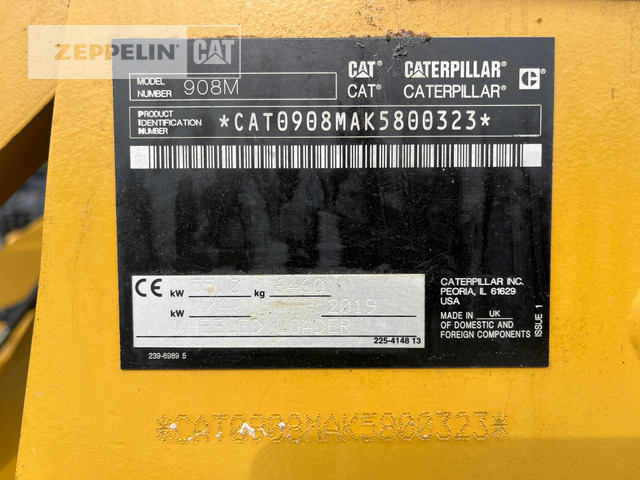 ZEPPELIN CAT
MODEL NUMBER 908M
CAT® CATERPILLAR®
CAT® CATERPILLAR®
PRODUCT IDENTIFICATION NUMBER *CAT0908MAK5800323*
CE kW kg 6460
kW 2019
WHEELED LOADER
225-4148 13
239-6989 5
CATERPILLAR INC.
PEORIA, IL 61629
USA
MADE IN UK
OF DOMESTIC AND
FOREIGN COMPONENTS
ISSUE 1
*CAT0908MAK5800323*